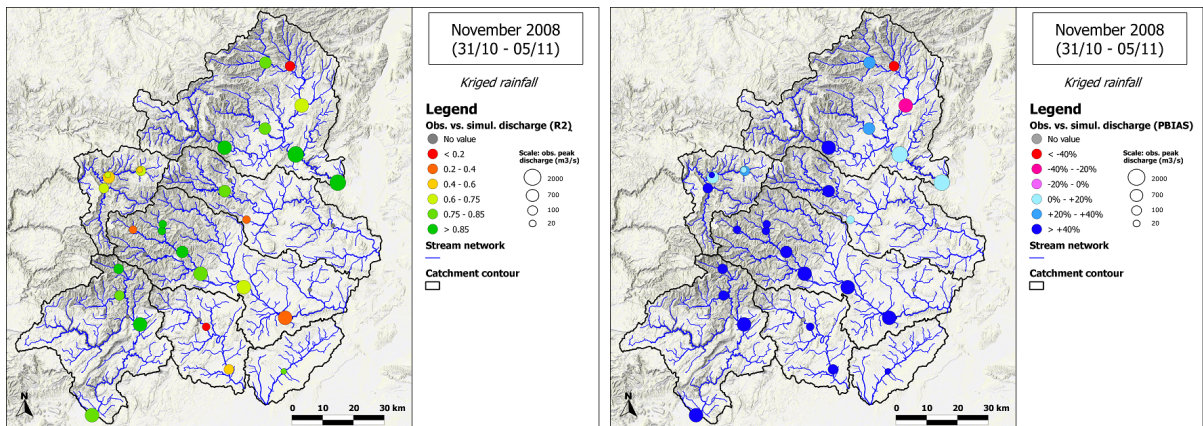 November 2008
(31/10 - 05/11)
Kriged rainfall
Legend
Obs. vs. simul. discharge (R2)
No value
< 0.2
0.2 - 0.4
0.4 - 0.6
0.6 - 0.75
0.75 - 0.85
> 0.85
Scale: obs. peak
discharge (m3/s)
2000
700
100
20
Stream network
Catchment contour
N
0 10 20 30 km
November 2008
(31/10 - 05/11)
Kriged rainfall
Legend
Obs. vs. simul. discharge (PBIAS)
No value
< -40%
-40% - -20%
-20% - 0%
0% - +20%
+20% - +40%
> +40%
Scale: obs. peak
discharge (m3/s)
2000
700
100
20
Stream network
Catchment contour
N
0 10 20 30 km